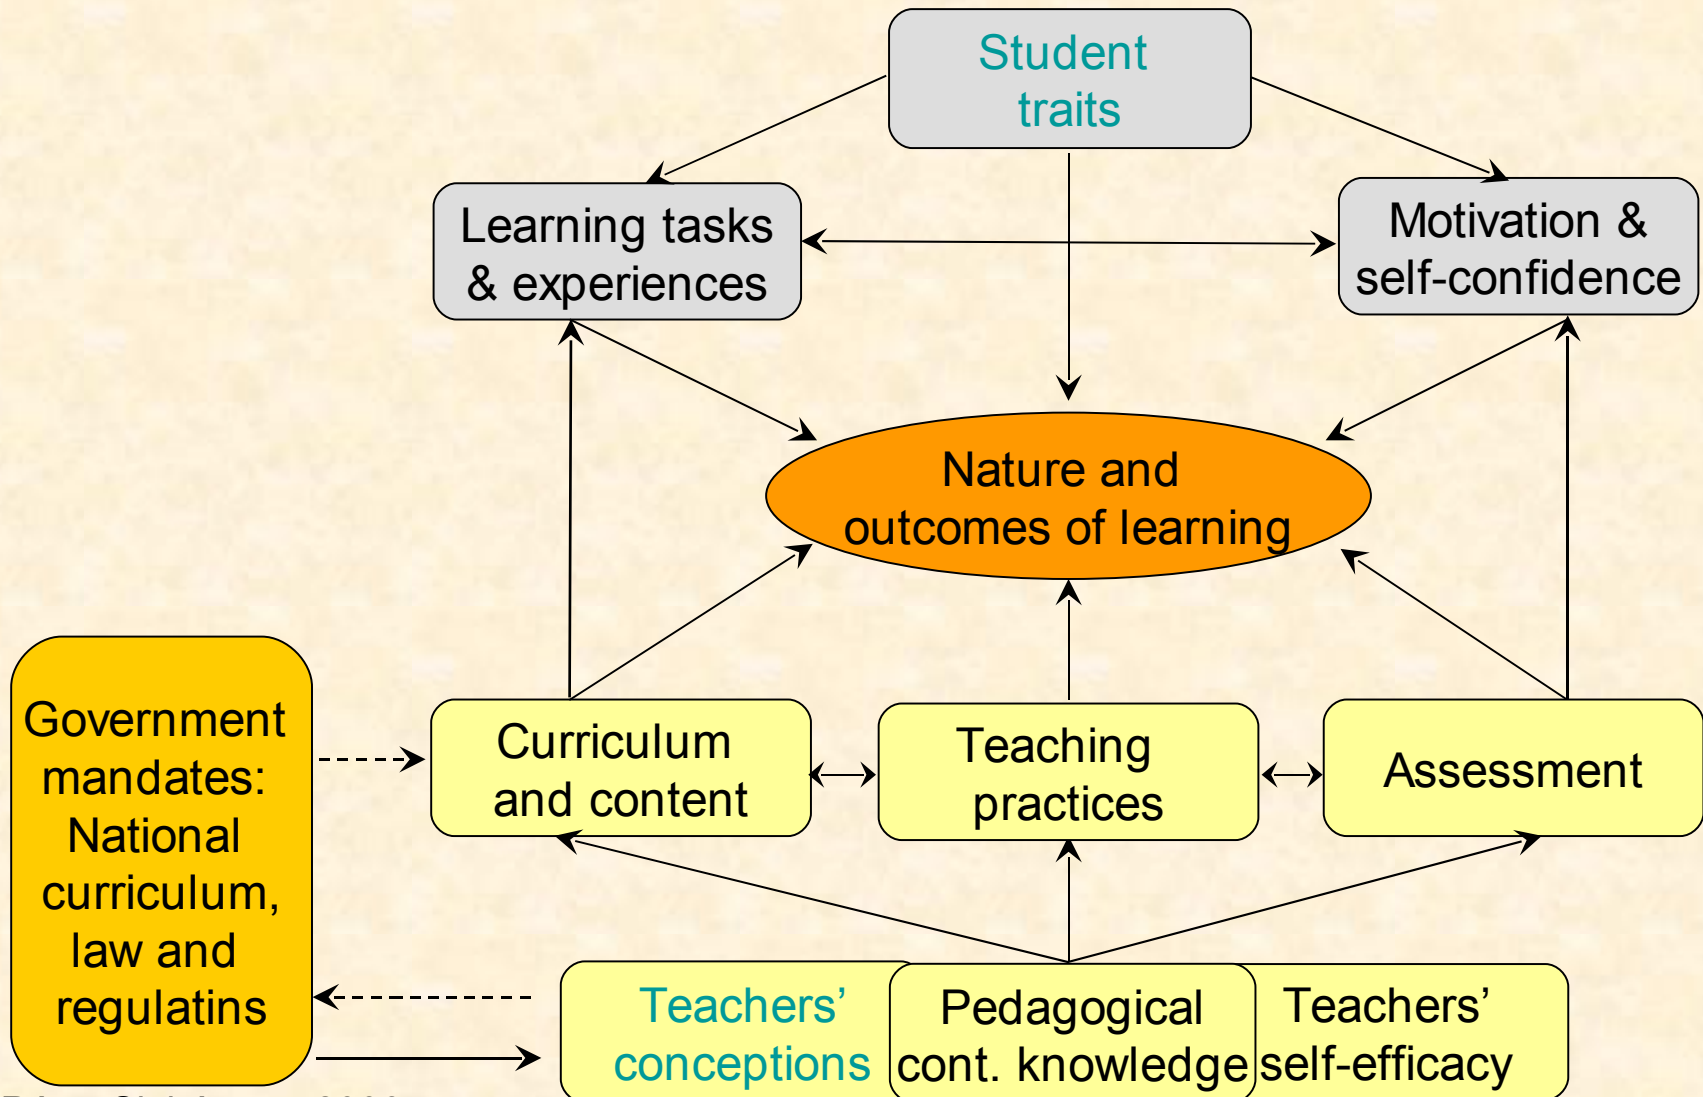 Student
traits
Learning tasks
& experiences
Motivation &
self-confidence
Nature and
outcomes of learning
Government
mandates:
National
curriculum,
law and
regulatins
Curriculum
and content
Teaching
practices
Assessment
Teachers’
conceptions
Pedagogical
cont. knowledge
Teachers’
self-efficacy